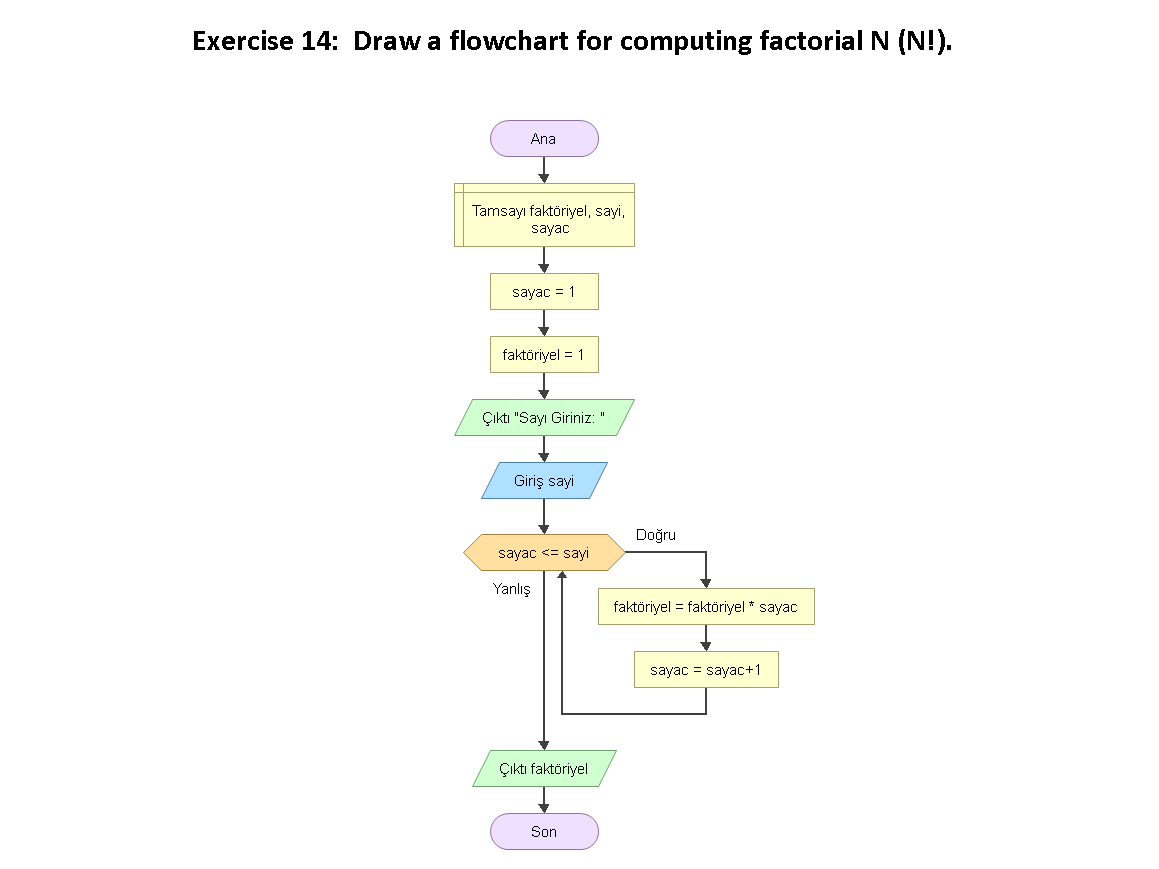 Exercise 14:  Draw a flowchart for computing factorial N (N!).
Ana
Tamsayı faktöriyel, sayi,
sayac
sayac = 1
faktöriyel = 1
Çıktı "Sayı Giriniz: "
Giriş sayi
sayac <= sayi
Doğru
Yanlış
faktöriyel = faktöriyel * sayac
sayac = sayac+1
Çıktı faktöriyel
Son